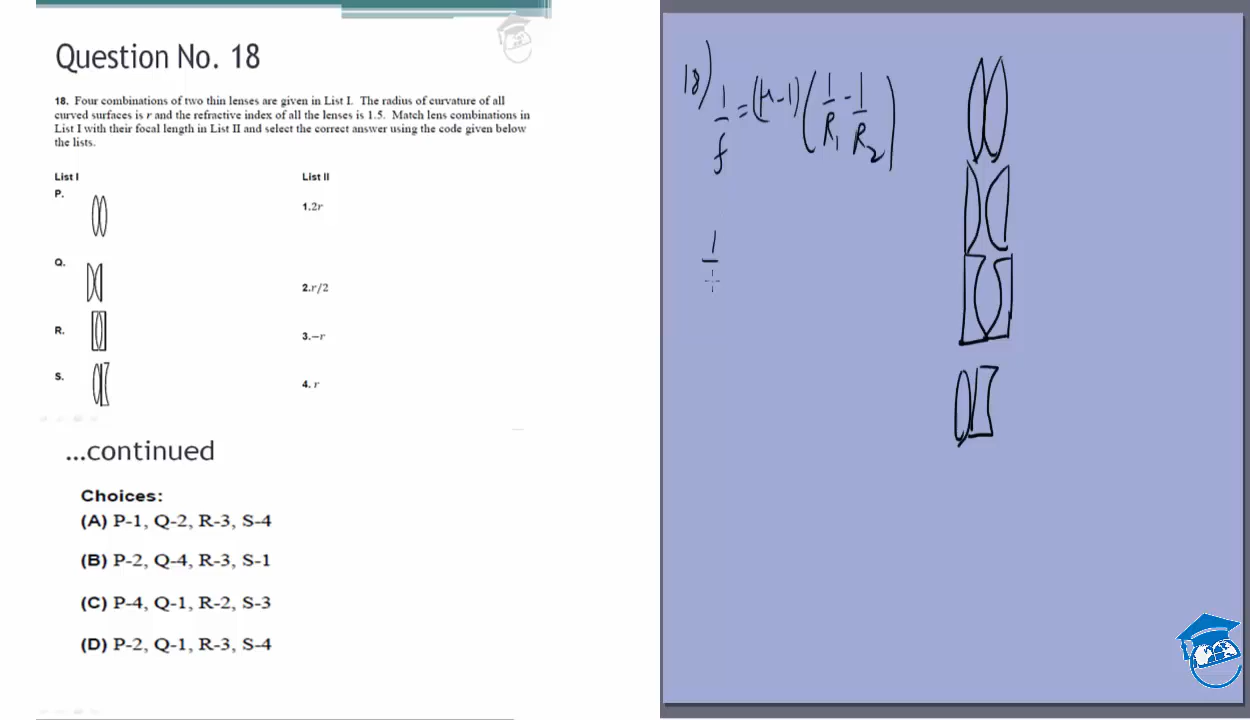 Question No. 18
18. Four combinations of two thin lenses are given in List I. The radius of curvature of all
curved surfaces is r and the refractive index of all the lenses is 1.5. Match lens combinations in
List I with their focal length in List II and select the correct answer using the code given below
the lists.
List I List II
P.
1.2r
Q.
2.r/2
R.
3.–r
S.
4. r
...continued
Choices:
(A) P-1, Q-2, R-3, S-4
(B) P-2, Q-4, R-3, S-1
(C) P-4, Q-1, R-2, S-3
(D) P-2, Q-1, R-3, S-4
18)
1/f = (μ-1)(1/R₁ - 1/R₂)
1